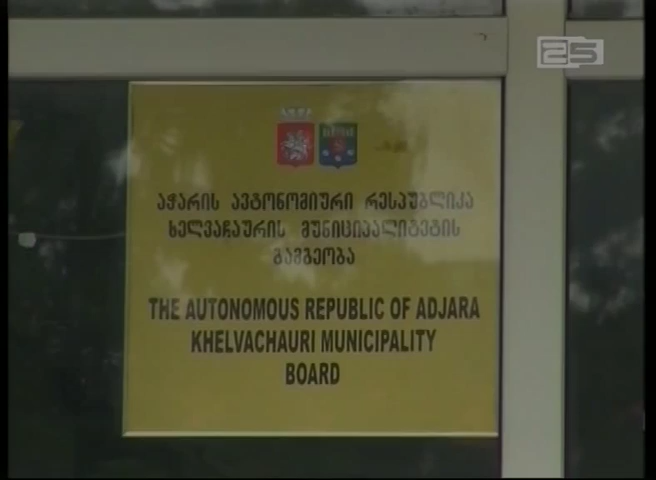 25
აჭარის ავტონომიური რესპუბლიკა
ხელვაჩაურის მუნიციპალიტეტის
გამგეობა
THE AUTONOMOUS REPUBLIC OF ADJARA
KHELVACHAURI MUNICIPALITY
BOARD